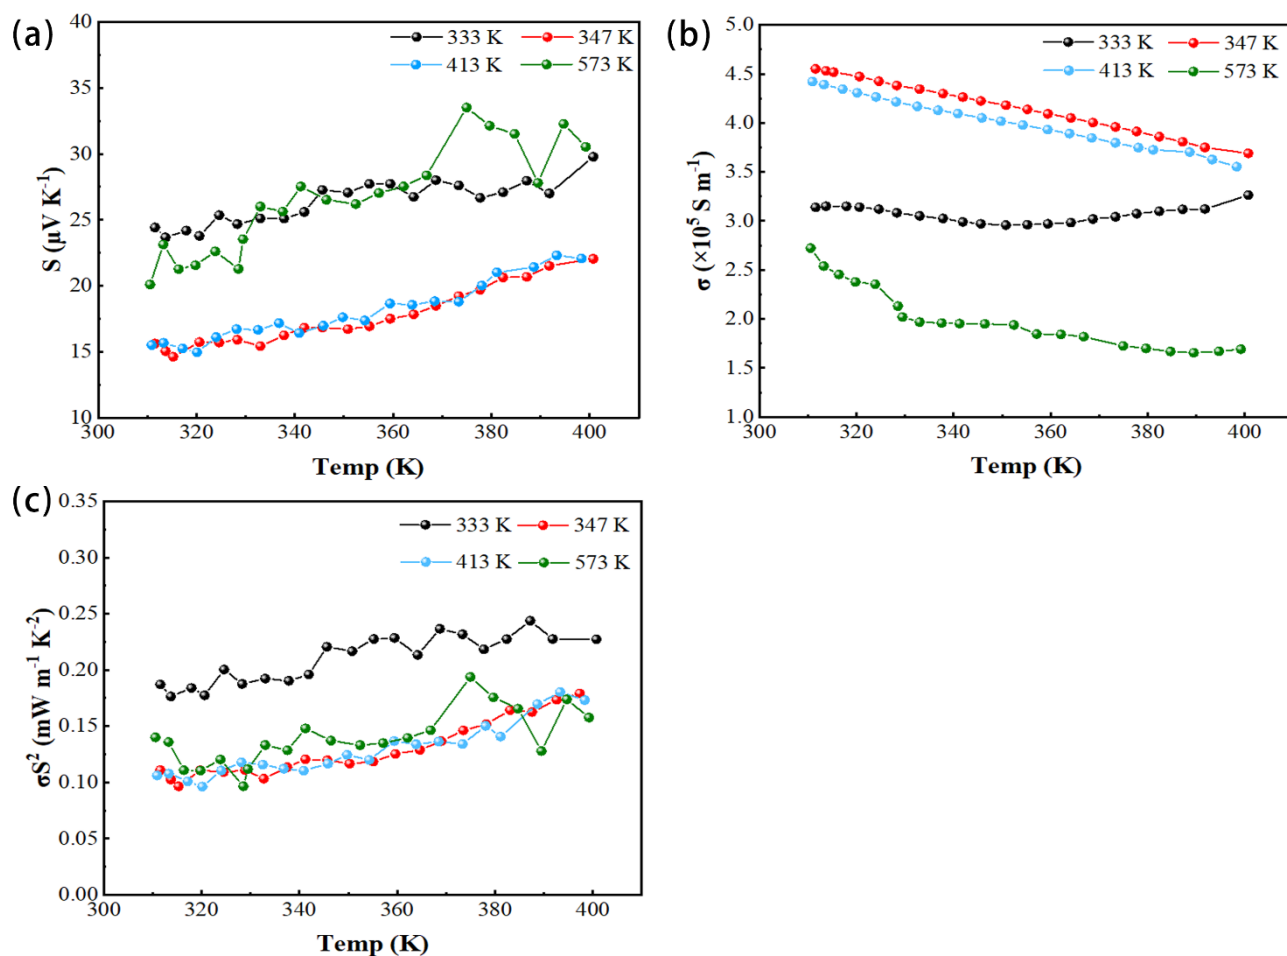 (a)
40
35
30
25
20
15
10
S (μV K⁻¹)
333 K 347 K
413 K 573 K
300 320 340 360 380 400
Temp (K)
(b)
5.0
4.5
4.0
3.5
3.0
2.5
2.0
1.5
1.0
σ (×10⁵ S m⁻¹)
333 K 347 K
413 K 573 K
300 320 340 360 380 400
Temp (K)
(c)
0.35
0.30
0.25
0.20
0.15
0.10
0.05
0.00
σS² (mW m⁻¹ K⁻²)
333 K 347 K
413 K 573 K
300 320 340 360 380 400
Temp (K)